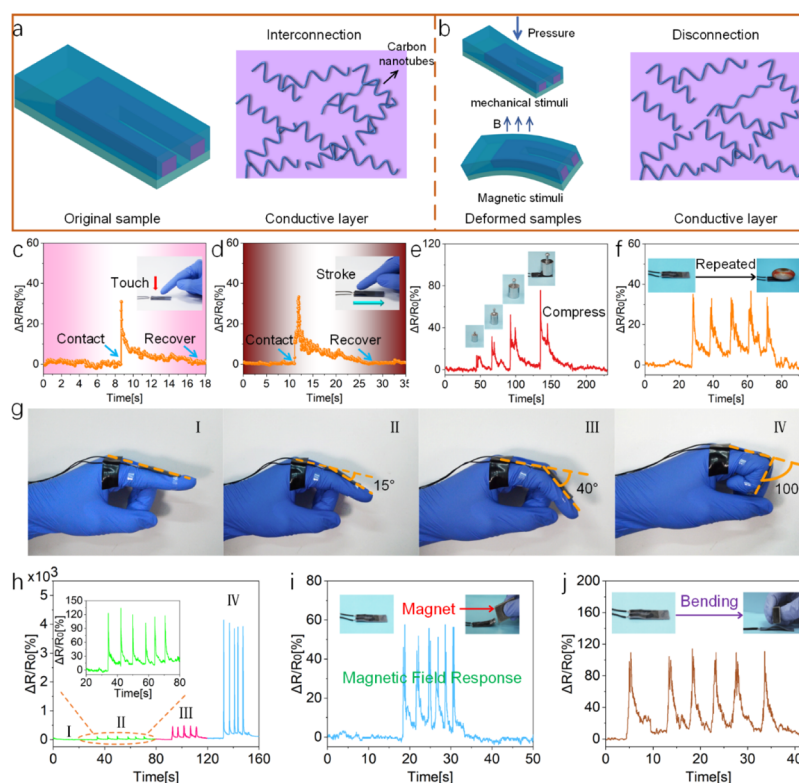 a
Interconnection
Carbon
nanotubes
Original sample
Conductive layer
b
Pressure
mechanical stimuli
B
Magnetic stimuli
Deformed samples
Disconnection
Conductive layer
c
ΔR/R0[%]
60
40
20
0
Touch
Contact
Recover
0 2 4 6 8 10 12 14 16 18
Time[s]
d
ΔR/R0[%]
60
40
20
0
Stroke
Contact
Recover
0 5 10 15 20 25 30 35
Time[s]
e
ΔR/R0[%]
120
80
40
0
Compress
0 50 100 150 200
Time[s]
f
ΔR/R0[%]
60
40
20
0
Repeated
0 20 40 60 80
Time[s]
g
I
II
15°
III
40°
IV
100
h
5 ×10³
ΔR/R0[%]
4
3
2
1
0
150
120
90
60
30
0
ΔR/R0[%]
20 40 60 80
Time[s]
I
II
III
IV
0 40 80 120 160
Time[s]
i
ΔR/R0[%]
80
60
40
20
0
Magnet
Magnetic Field Response
0 10 20 30 40 50
Time[s]
j
ΔR/R0[%]
200
160
120
80
40
0
Bending
0 10 20 30 40
Time[s]